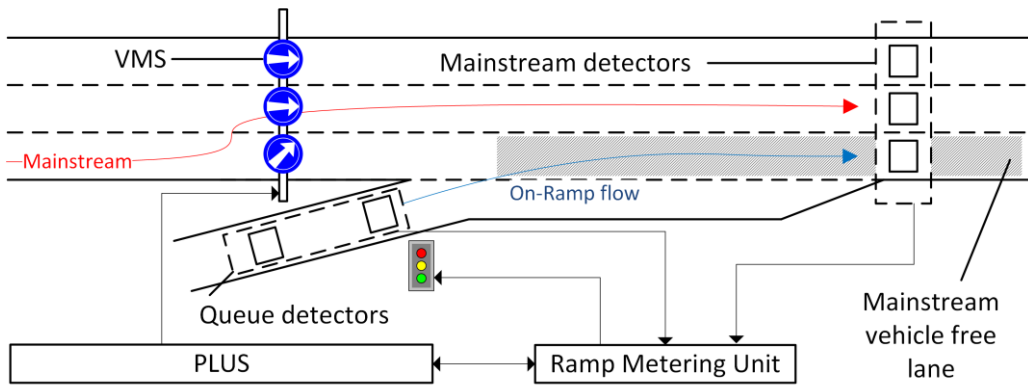 VMS
Mainstream detectors
Mainstream
On-Ramp flow
Queue detectors
Mainstream
vehicle free
lane
PLUS
Ramp Metering Unit